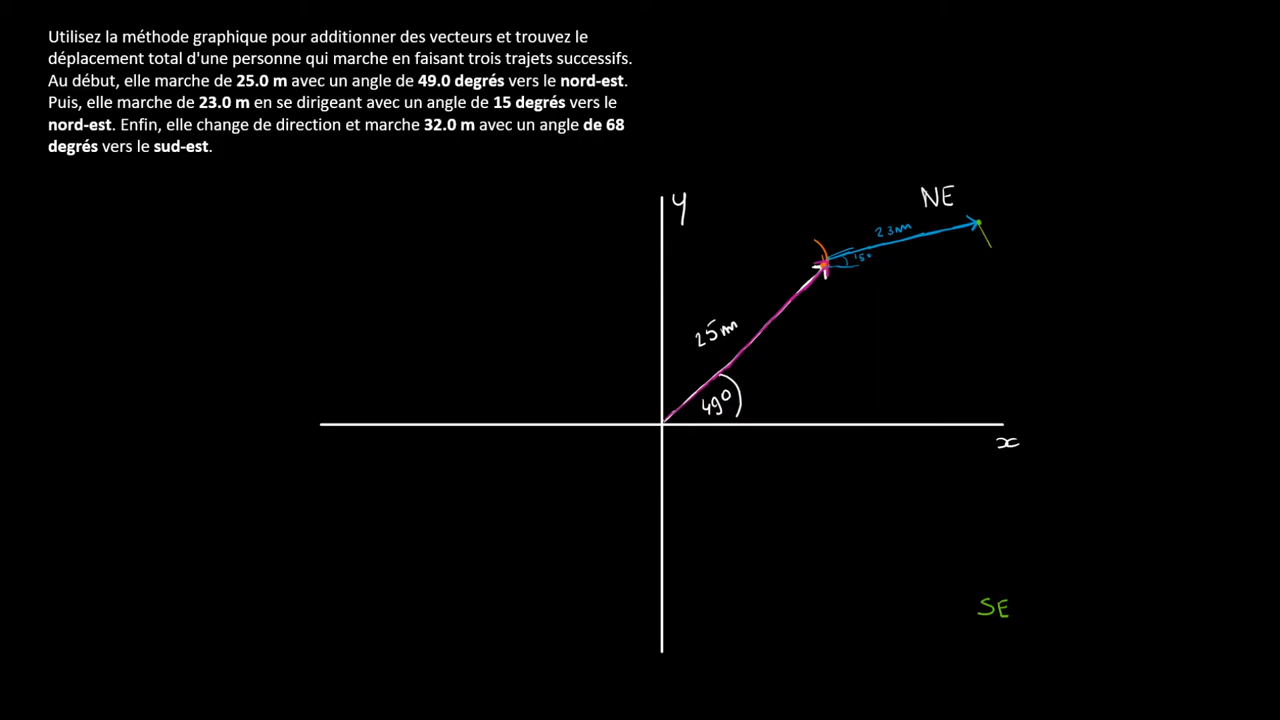 Utilisez la méthode graphique pour additionner des vecteurs et trouvez le
déplacement total d'une personne qui marche en faisant trois trajets successifs.
Au début, elle marche de 25.0 m avec un angle de 49.0 degrés vers le nord-est.
Puis, elle marche de 23.0 m en se dirigeant avec un angle de 15 degrés vers le
nord-est. Enfin, elle change de direction et marche 32.0 m avec un angle de 68
degrés vers le sud-est.
y
NE
23m
15°
25m
49°
x
SE